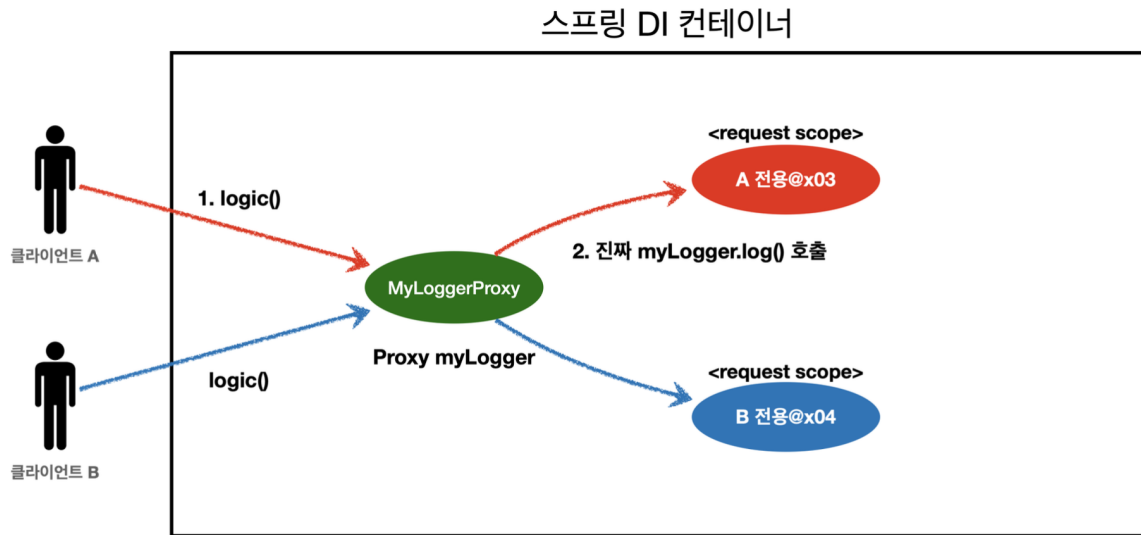 스프링 DI 컨테이너
<request scope>
A 전용@x03
1. logic()
클라이언트 A
2. 진짜 myLogger.log() 호출
MyLoggerProxy
Proxy myLogger
logic()
<request scope>
B 전용@x04
클라이언트 B